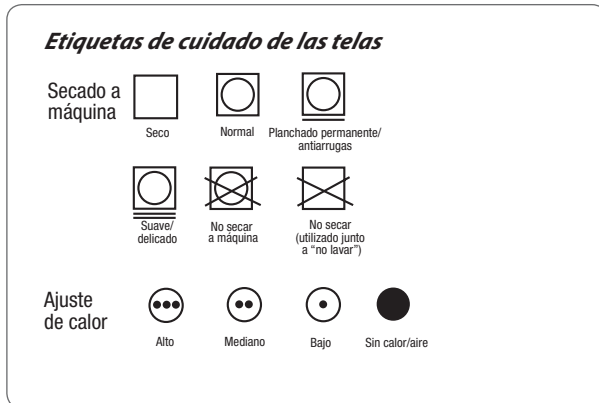 Etiquetas de cuidado de las telas
Secado a
máquina
Seco
Normal
Planchado permanente/
antiarrugas
Suave/
delicado
No secar
a máquina
No secar
(utilizado junto
a “no lavar”)
Ajuste
de calor
Alto
Mediano
Bajo
Sin calor/aire